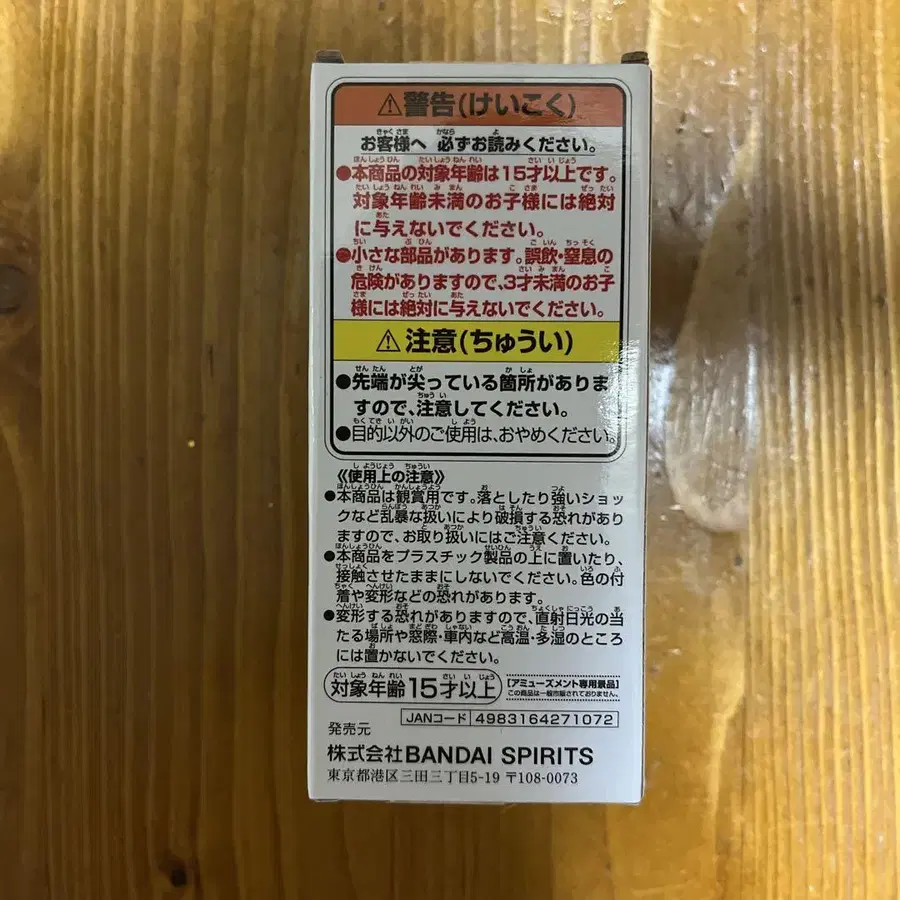 ⚠警告(けいこく)
お客様へ 必ずお読みください。
●本商品の対象年齢は15才以上です。
対象年齢未満のお子様には絶対
に与えないでください。
●小さな部品があります。誤飲・窒息の
危険がありますので、3才未満のお子
様には絶対に与えないでください。
⚠注意(ちゅうい)
●先端が尖っている箇所がありま
すので、注意してください。
●目的以外のご使用は、おやめください。
《使用上の注意》
●本商品は観賞用です。落としたり強いショッ
クなど乱暴な扱いにより破損する恐れがあり
ますので、お取り扱いにはご注意ください。
●本商品をプラスチック製品の上に置いたり、
接触させたままにしないでください。色の付
着や変形などの恐れがあります。
●変形する恐れがありますので、直射日光の当
たる場所や窓際・車内など高温・多湿のところ
には置かないでください。
対象年齢15才以上
【アミューズメント専用景品】
この商品は一般市販されておりません。
JANコード 4983164271072
発売元
株式会社BANDAI SPIRITS
東京都港区三田三丁目5-19 〒108-0073